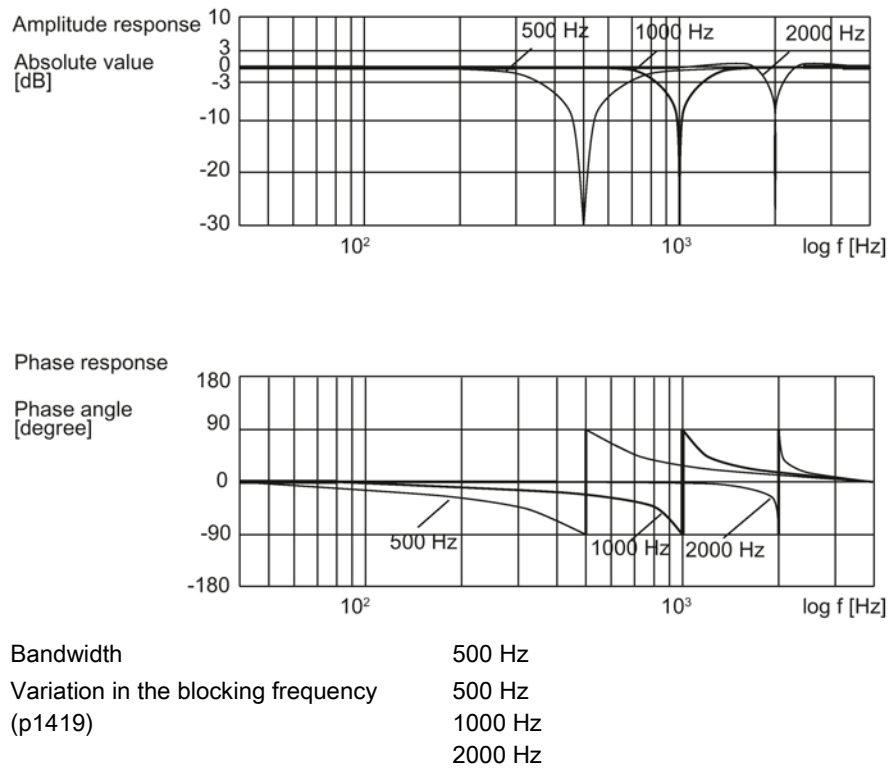 Amplitude response
Absolute value
[dB]
10
3
0
-3
-10
-20
-30
500 Hz
1000 Hz
2000 Hz
10²
10³
log f [Hz]
Phase response
Phase angle
[degree]
180
90
0
-90
-180
500 Hz
1000 Hz
2000 Hz
10²
10³
log f [Hz]
Bandwidth 500 Hz
Variation in the blocking frequency 500 Hz
(p1419) 1000 Hz
2000 Hz